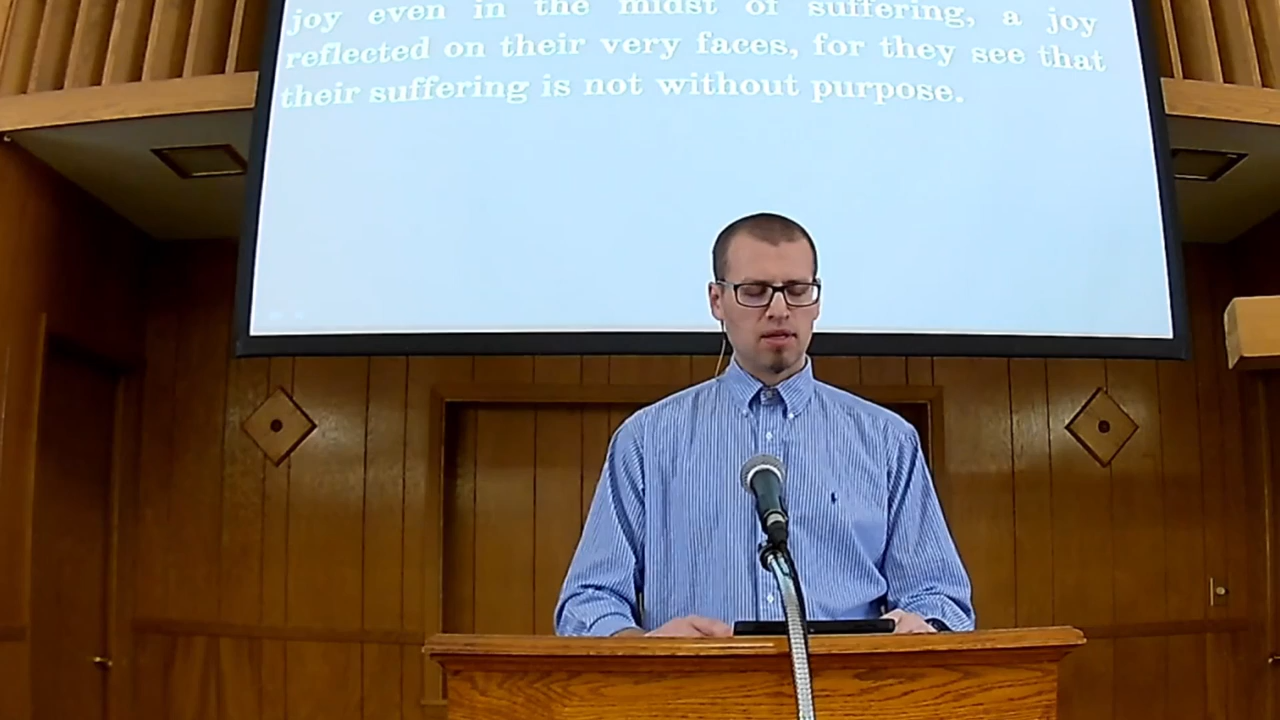 joy even in the midst of suffering, a joy
reflected on their very faces, for they see that
their suffering is not without purpose.